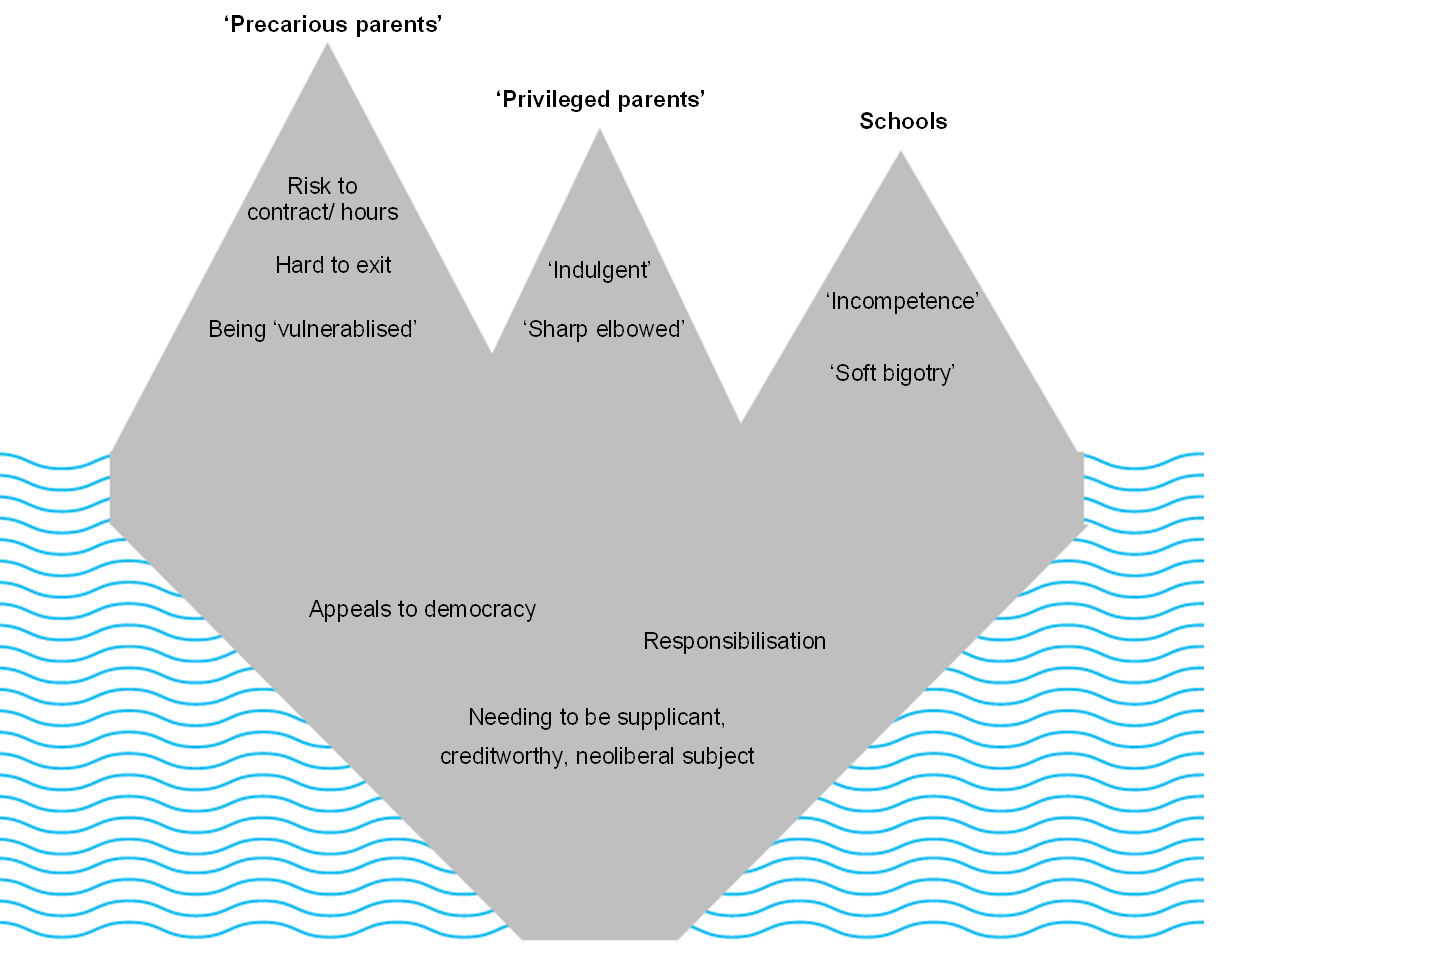 ‘Precarious parents’
‘Privileged parents’
Schools
Risk to
contract/ hours
Hard to exit
Being ‘vulnerablised’
‘Indulgent’
‘Sharp elbowed’
‘Incompetence’
‘Soft bigotry’
Appeals to democracy
Responsibilisation
Needing to be supplicant,
creditworthy, neoliberal subject